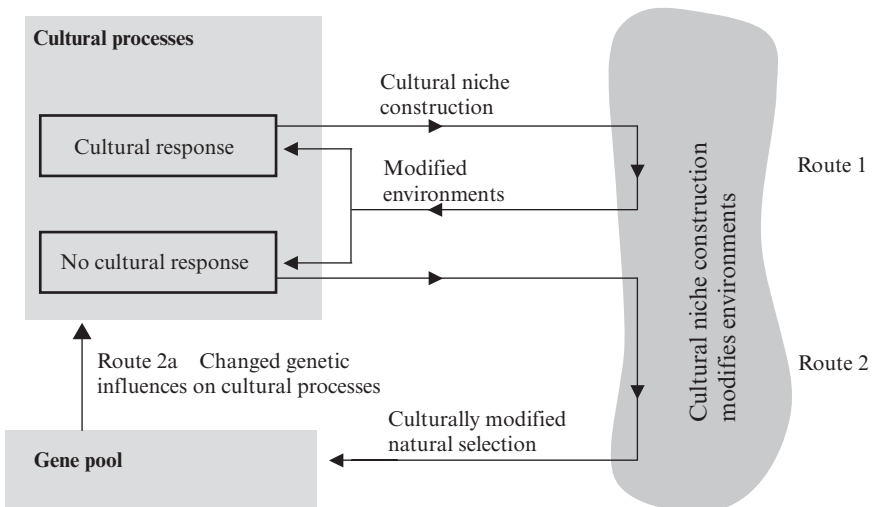 Cultural processes
Cultural niche
construction
Cultural response
Modified
environments
Route 1
No cultural response
Cultural niche construction
modifies environments
Route 2a Changed genetic
influences on cultural processes
Route 2
Culturally modified
natural selection
Gene pool